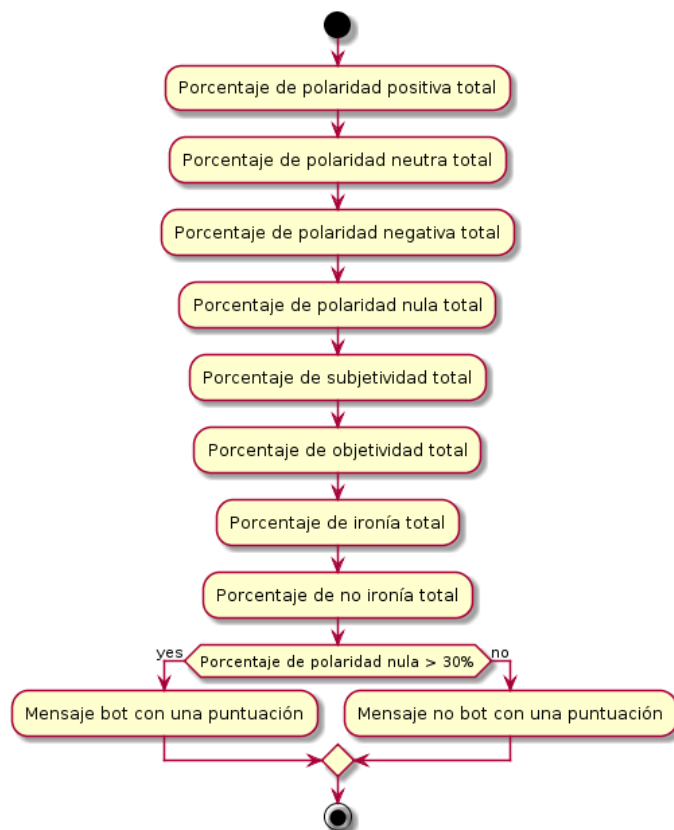 Porcentaje de polaridad positiva total
Porcentaje de polaridad neutra total
Porcentaje de polaridad negativa total
Porcentaje de polaridad nula total
Porcentaje de subjetividad total
Porcentaje de objetividad total
Porcentaje de ironía total
Porcentaje de no ironía total
yes
Porcentaje de polaridad nula > 30%
no
Mensaje bot con una puntuación
Mensaje no bot con una puntuación